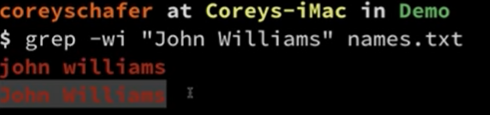 coreyschafer at Coreys-iMac in Demo
$ grep -wi "John Williams" names.txt
john williams
John Williams